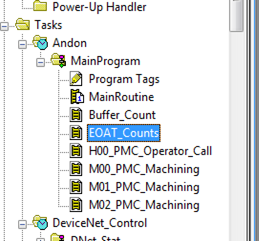 Power-Up Handler
Tasks
Andon
MainProgram
Program Tags
MainRoutine
Buffer_Count
EOAT_Counts
H00_PMC_Operator_Call
M00_PMC_Machining
M01_PMC_Machining
M02_PMC_Machining
DeviceNet_Control
DNet_Stat